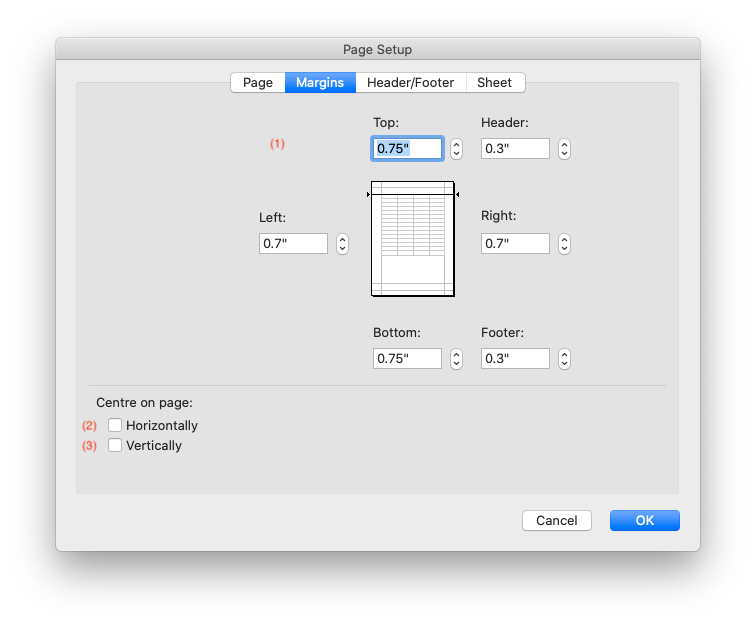 Page Setup
Page Margins Header/Footer Sheet
Top: Header:
(1) 0.75" 0.3"
Left: Right:
0.7" 0.7"
Bottom: Footer:
0.75" 0.3"
Centre on page:
(2) Horizontally
(3) Vertically
Cancel OK